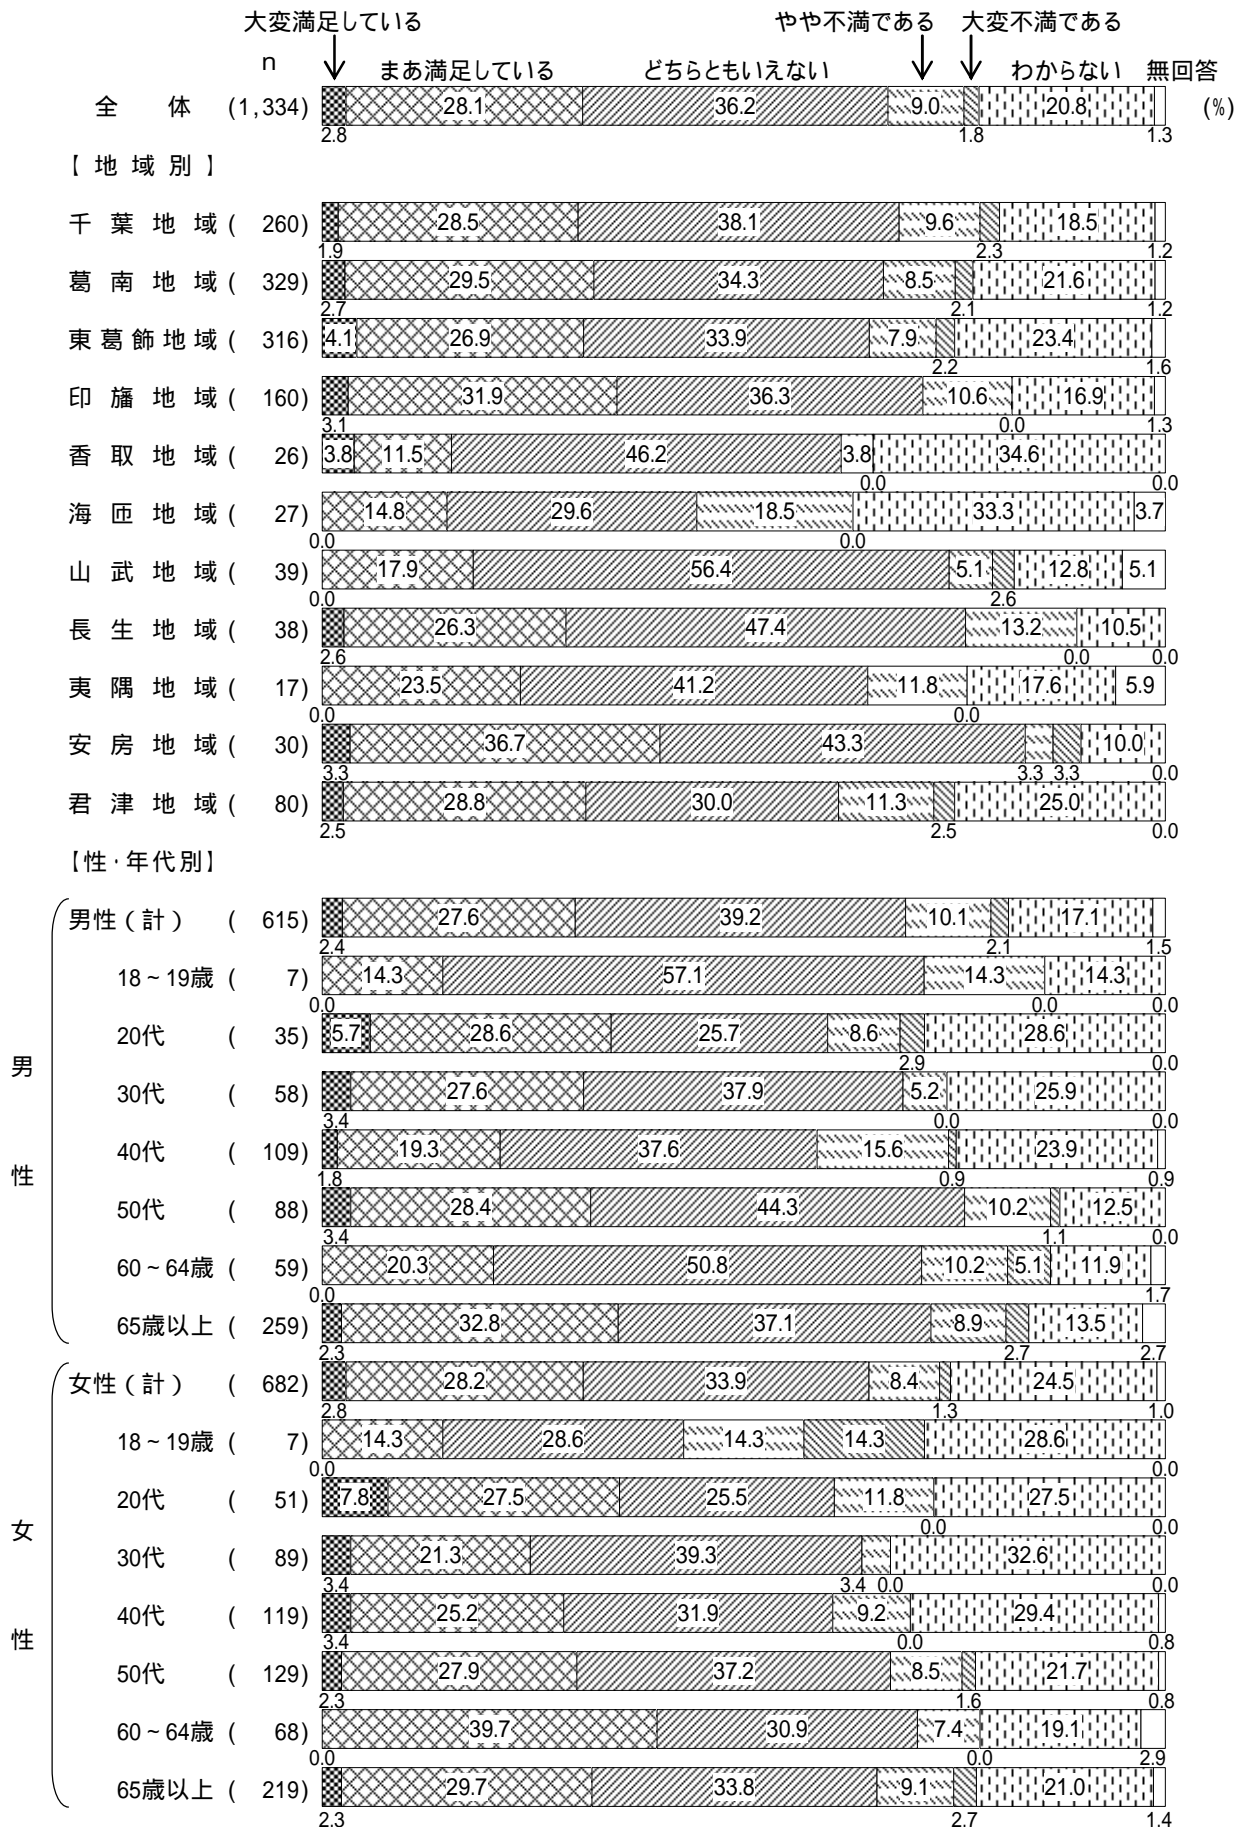 大変満足している やや不満である 大変不満である
n まあ満足している どちらともいえない わからない 無回答
全体 (1,334) 28.1 36.2 9.0 20.8 (%)
2.8 1.8 1.3
【地域別】
千葉地域 ( 260) 28.5 38.1 9.6 18.5
1.9 2.3 1.2
葛南地域 ( 329) 29.5 34.3 8.5 21.6
2.7 2.1 1.2
東葛飾地域 ( 316) 4.1 26.9 33.9 7.9 23.4
2.2 1.6
印旛地域 ( 160) 31.9 36.3 10.6 16.9
3.1 0.0 1.3
香取地域 ( 26) 3.8 11.5 46.2 3.8 34.6
0.0 0.0
海匝地域 ( 27) 14.8 29.6 18.5 33.3 3.7
0.0 0.0
山武地域 ( 39) 17.9 56.4 5.1 12.8 5.1
0.0 2.6
長生地域 ( 38) 26.3 47.4 13.2 10.5
2.6 0.0 0.0
夷隅地域 ( 17) 23.5 41.2 11.8 17.6 5.9
0.0 0.0
安房地域 ( 30) 36.7 43.3 10.0
3.3 3.3 3.3 0.0
君津地域 ( 80) 28.8 30.0 11.3 25.0
2.5 2.5 0.0
【性・年代別】
男性(計) ( 615) 27.6 39.2 10.1 17.1
2.4 2.1 1.5
18~19歳 ( 7) 14.3 57.1 14.3 14.3
0.0 0.0 0.0
20代 ( 35) 5.7 28.6 25.7 8.6 28.6
2.9 0.0
男性
30代 ( 58) 27.6 37.9 5.2 25.9
3.4 0.0 0.0
40代 ( 109) 19.3 37.6 15.6 23.9
1.8 0.9 0.9
50代 ( 88) 28.4 44.3 10.2 12.5
3.4 1.1 0.0
60~64歳 ( 59) 20.3 50.8 10.2 5.1 11.9
0.0 1.7
65歳以上 ( 259) 32.8 37.1 8.9 13.5
2.3 2.7 2.7
女性(計) ( 682) 28.2 33.9 8.4 24.5
2.8 1.3 1.0
18~19歳 ( 7) 14.3 28.6 14.3 14.3 28.6
0.0 0.0
20代 ( 51) 7.8 27.5 25.5 11.8 27.5
0.0 0.0
女性
30代 ( 89) 21.3 39.3 32.6
3.4 3.4 0.0 0.0
40代 ( 119) 25.2 31.9 9.2 29.4
3.4 0.0 0.8
50代 ( 129) 27.9 37.2 8.5 21.7
2.3 1.6 0.8
60~64歳 ( 68) 39.7 30.9 7.4 19.1
0.0 0.0 2.9
65歳以上 ( 219) 29.7 33.8 9.1 21.0
2.3 2.7 1.4